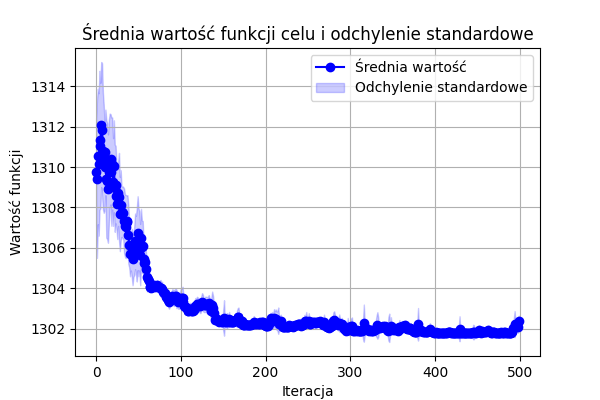 Średnia wartość funkcji celu i odchylenie standardowe
Średnia wartość
Odchylenie standardowe
Wartość funkcji
1314
1312
1310
1308
1306
1304
1302
0 100 200 300 400 500
Iteracja